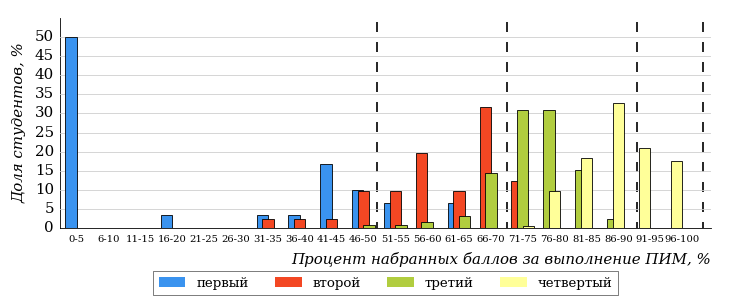 Доля студентов, %
50
45
40
35
30
25
20
15
10
5
0
0-5 6-10 11-15 16-20 21-25 26-30 31-35 36-40 41-45 46-50 51-55 56-60 61-65 66-70 71-75 76-80 81-85 86-90 91-95 96-100
Процент набранных баллов за выполнение ПИМ, %
первый второй третий четвертый